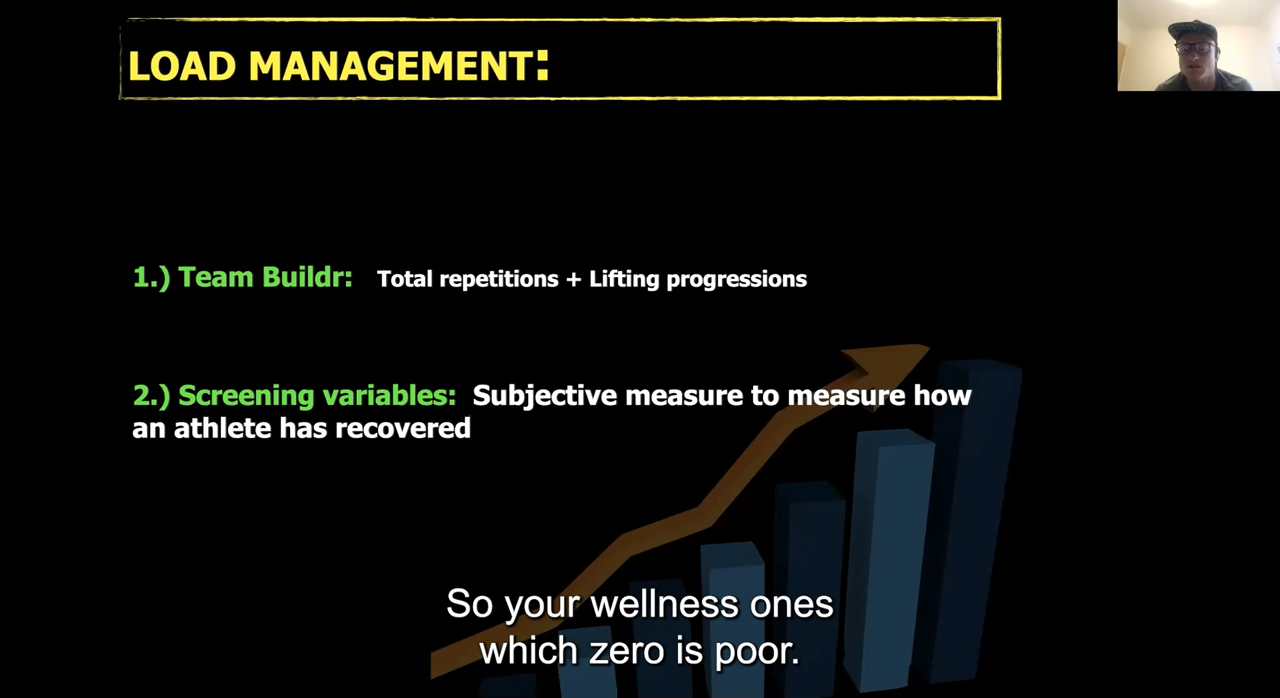 LOAD MANAGEMENT:
1.) Team Buildr: Total repetitions + Lifting progressions
2.) Screening variables: Subjective measure to measure how
an athlete has recovered
So your wellness ones
which zero is poor.